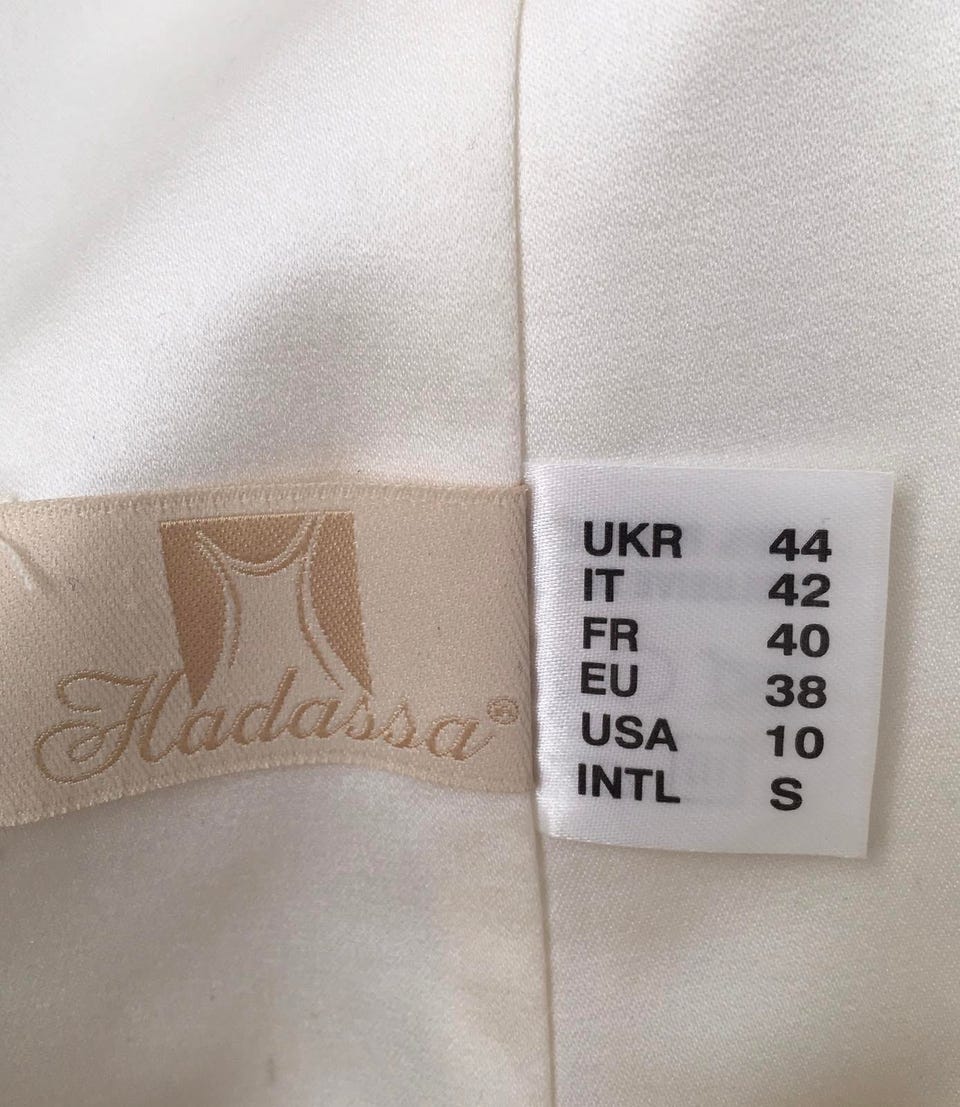 Hadassa®
UKR 44
IT 42
FR 40
EU 38
USA 10
INTL S